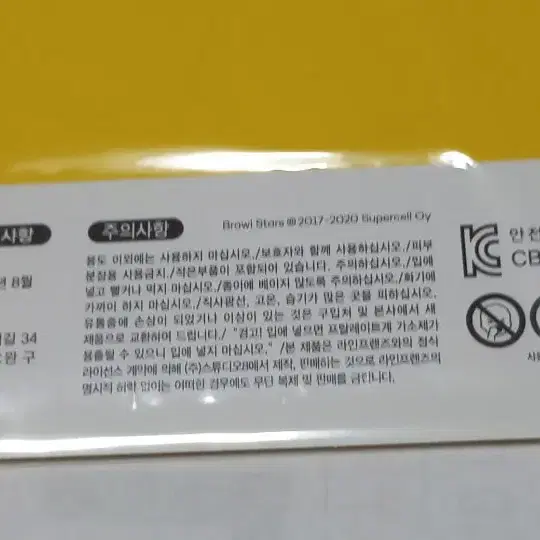 사항
주의사항
Brawl Stars @ 2017-2020 Supercell Oy
용도 이외에는 사용하지 마십시오./보호자와 함께 사용하십시오./피부
분장용 사용금지./작은부품이 포함되어 있습니다. 주의하십시오./입에
넣고 빨거나 먹지 마십시오./종이에 베이지 않도록 주의하십시오./화기에
가까이 하지 마십시오./직사광선, 고온, 습기가 많은 곳을 피하십시오./
유통중에 손상이 되었거나 이상이 있는 것은 구입처 및 본사에서 새
제품으로 교환하여 드립니다./ "경고! 입에 넣으면 프탈레이트계 가소제가
용출될 수 있으니 입에 넣지 마십시오." /본 제품은 라인프렌즈와의 정식
라이선스 계약에 의해 (주)스튜디오8에서 제작, 판매하는 것으로 라인프렌즈의
명시적 허락 없이는 어떠한 경우에도 무단 복제 및 판매를 금합니다.
8월
길 34
구
안전
CB